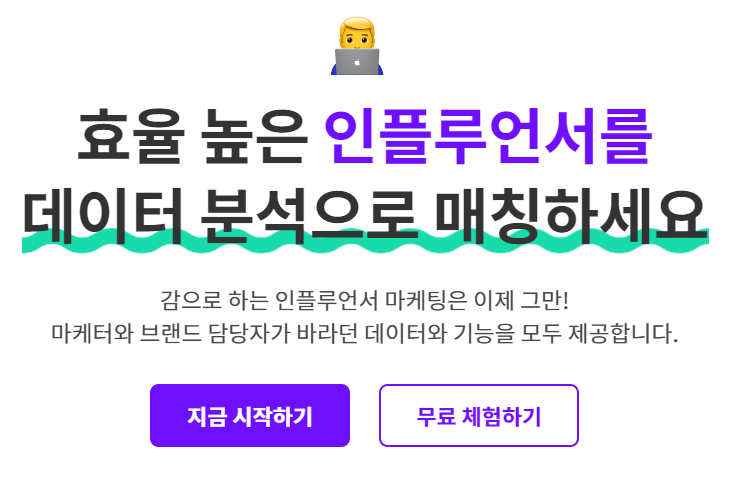 효율 높은 인플루언서를
데이터 분석으로 매칭하세요
감으로 하는 인플루언서 마케팅은 이제 그만!
마케터와 브랜드 담당자가 바라던 데이터와 기능을 모두 제공합니다.
지금 시작하기
무료 체험하기